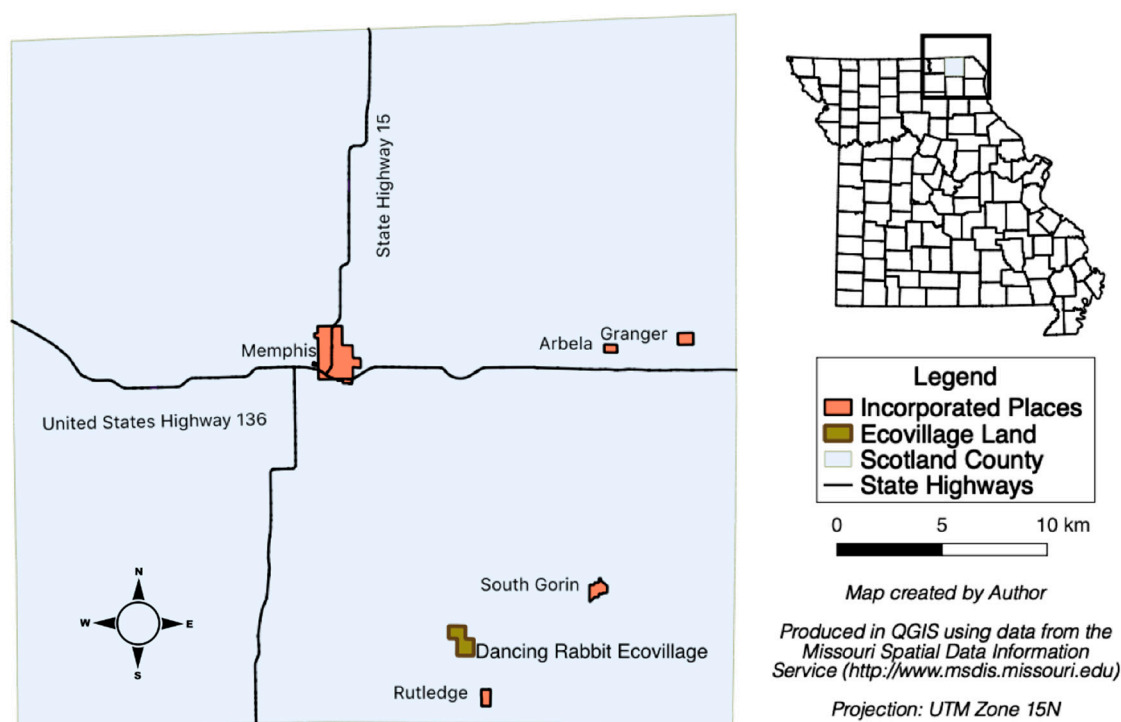 State Highway 15
Memphis
Arbela
Granger
United States Highway 136
South Gorin
Dancing Rabbit Ecovillage
Rutledge
N
W
E
S
Legend
Incorporated Places
Ecovillage Land
Scotland County
State Highways
0 5 10 km
Map created by Author
Produced in QGIS using data from the
Missouri Spatial Data Information
Service (http://www.msdis.missouri.edu)
Projection: UTM Zone 15N